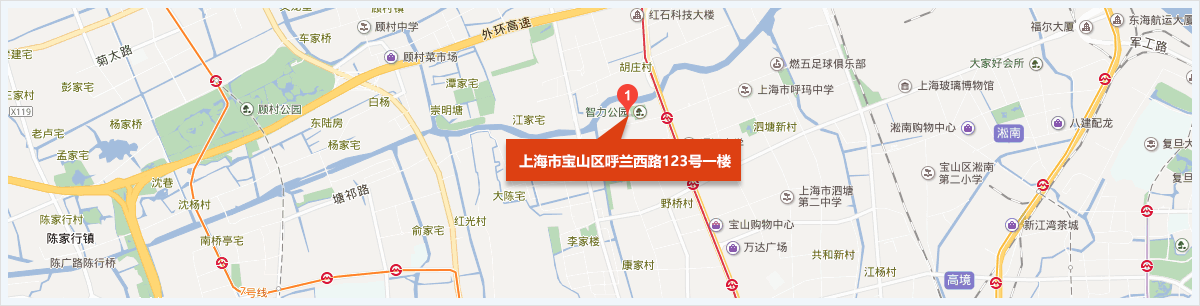 顾村镇
红石科技大楼
东海航运大厦
顾村中学
外环高速
福尔大厦
车家桥
菊太路
军工路
顾村菜市场
胡庄村
燃五足球俱乐部
大家好会所
彭家宅
潭家宅
上海玻璃博物馆
上海市呼玛中学
白杨
1
顾村公园
崇明塘
智力公园
X119
杨家桥
东陆房
江家宅
泗塘新村
淞南购物中心
淞南
八建配龙
老卢宅
杨家宅
孟家宅
上海市宝山区呼兰西路123号一楼
沈巷
宝山区淞南
第二小学
塘祁路
大陈宅
上海市泗塘
第二中学
沈杨村
野桥村
陈家行村
红光村
宝山购物中心
新江湾茶城
俞家宅
陈家行镇
南桥亭宅
李家楼
万达广场
共和新村
陈广路陈行桥
康家村
江杨村
高境
7号线